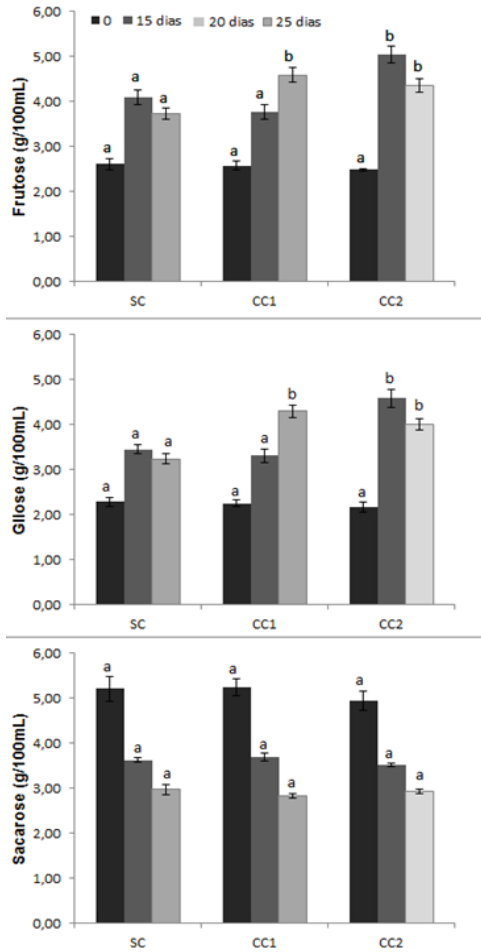 0 15 dias 20 dias 25 dias
Frutose (g/100mL)
6,00
5,00
4,00
3,00
2,00
1,00
0,00
a a a a a b a b b
SC CC1 CC2
Gllose (g/100mL)
6,00
5,00
4,00
3,00
2,00
1,00
0,00
a a a a a b a b b
SC CC1 CC2
Sacarose (g/100mL)
6,00
5,00
4,00
3,00
2,00
1,00
0,00
a a a a a a a a a
SC CC1 CC2